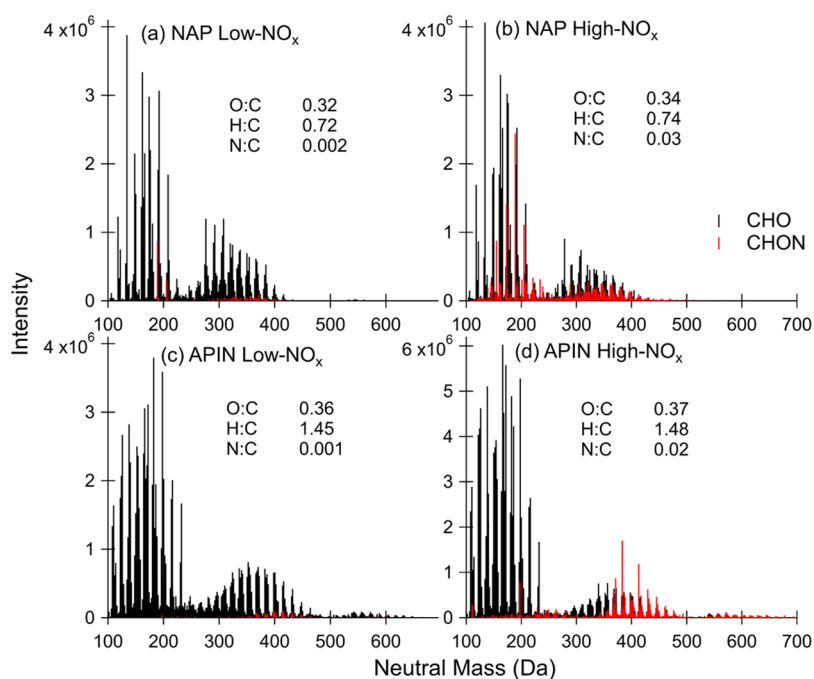 (a) NAP Low-NOx
4 x10^6
3
2
1
0
O:C 0.32
H:C 0.72
N:C 0.002
100 200 300 400 500 600
(b) NAP High-NOx
4 x10^6
3
2
1
0
O:C 0.34
H:C 0.74
N:C 0.03
CHO
CHON
100 200 300 400 500 600 700
Intensity
(c) APIN Low-NOx
4 x10^6
3
2
1
0
O:C 0.36
H:C 1.45
N:C 0.001
100 200 300 400 500 600
(d) APIN High-NOx
6 x10^6
5
4
3
2
1
0
O:C 0.37
H:C 1.48
N:C 0.02
100 200 300 400 500 600 700
Neutral Mass (Da)